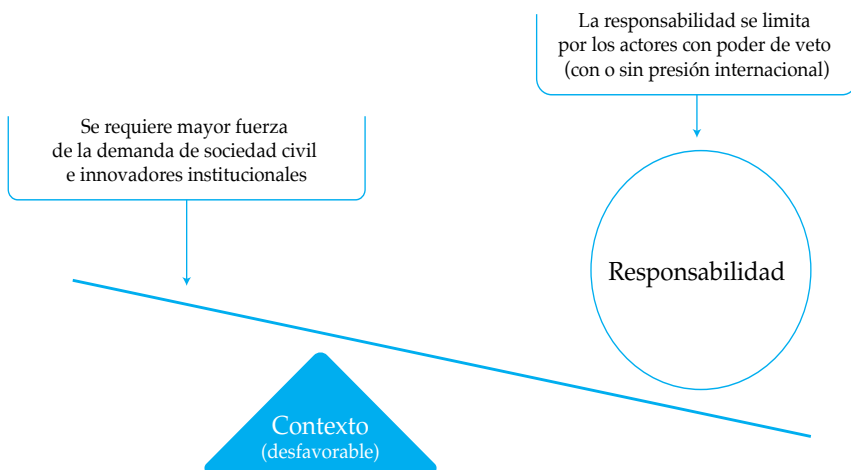 La responsabilidad se limita
por los actores con poder de veto
(con o sin presión internacional)
Se requiere mayor fuerza
de la demanda de sociedad civil
e innovadores institucionales
Responsabilidad
Contexto
(desfavorable)